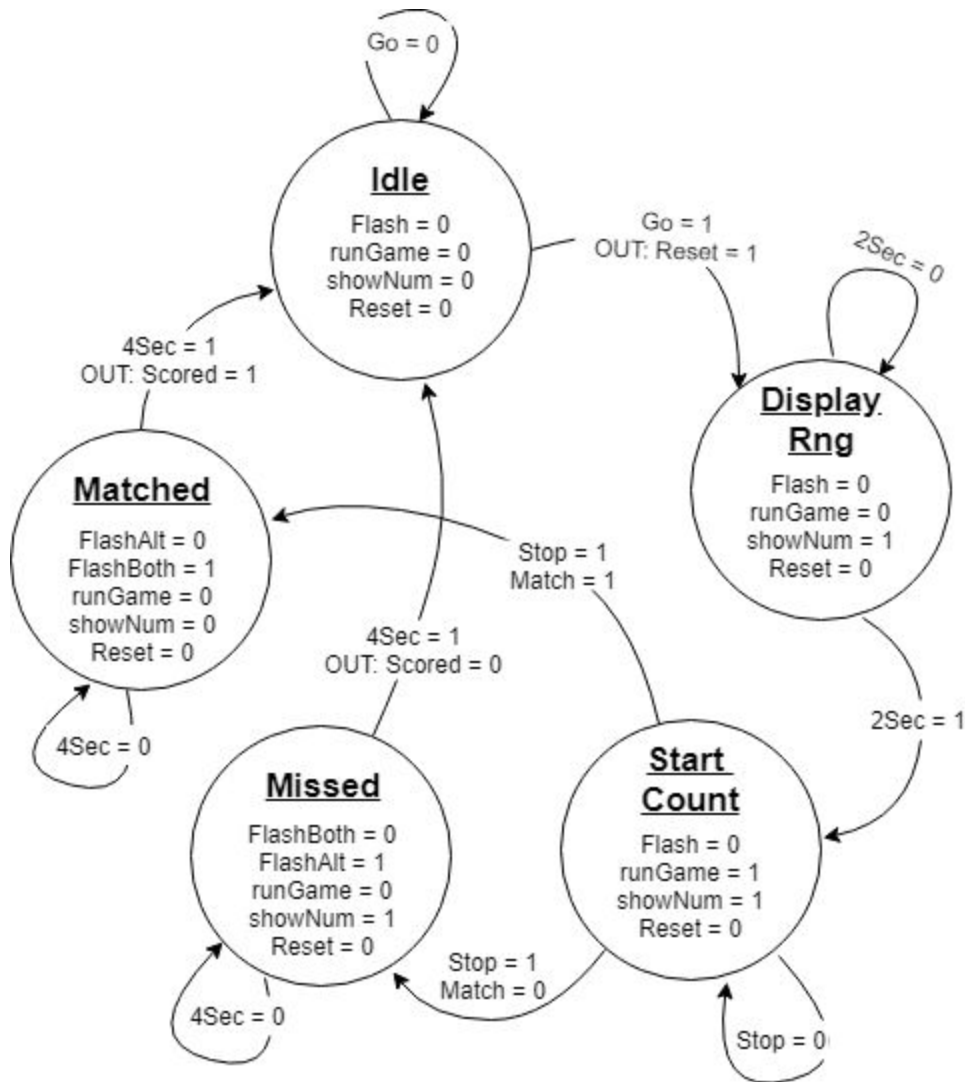 Go = 0
Idle
Flash = 0
runGame = 0
showNum = 0
Reset = 0
Go = 1
OUT: Reset = 1
2Sec = 0
Display
Rng
Flash = 0
runGame = 0
showNum = 1
Reset = 0
4Sec = 1
OUT: Scored = 1
Matched
FlashAlt = 0
FlashBoth = 1
runGame = 0
showNum = 0
Reset = 0
4Sec = 0
Stop = 1
Match = 1
4Sec = 1
OUT: Scored = 0
2Sec = 1
Missed
FlashBoth = 0
FlashAlt = 1
runGame = 0
showNum = 1
Reset = 0
4Sec = 0
Start
Count
Flash = 0
runGame = 1
showNum = 1
Reset = 0
Stop = 1
Match = 0
Stop = 0